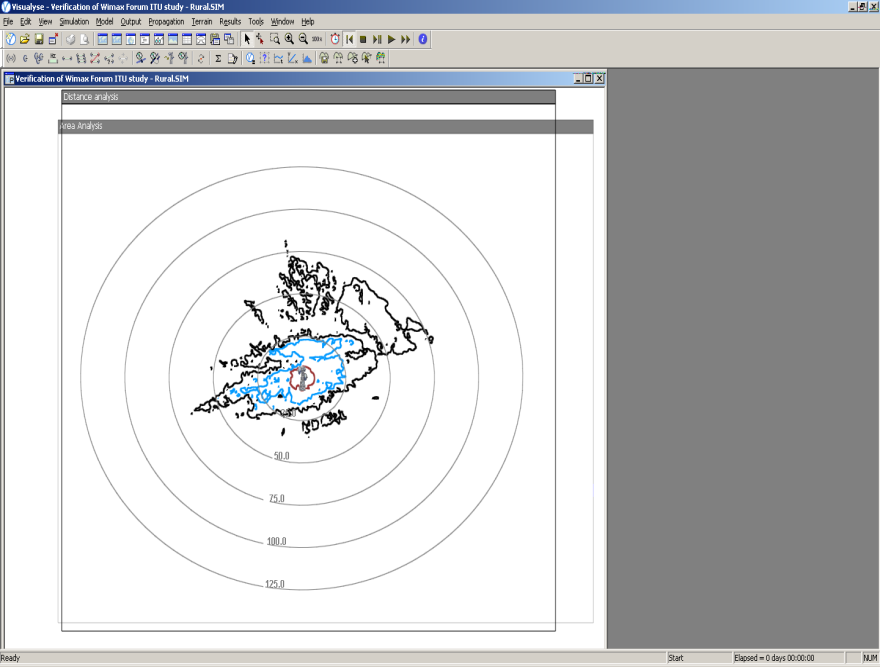 Visualyse - Verification of Wimax Forum ITU study - Rural.SIM
File Edit View Simulation Model Output Propagation Terrain Results Tools Window Help
100%
Verification of Wimax Forum ITU study - Rural.SIM
Distance analysis
Area Analysis
50.0
75.0
100.0
125.0
Ready Start Elapsed = 0 days 00:00:00 NUM